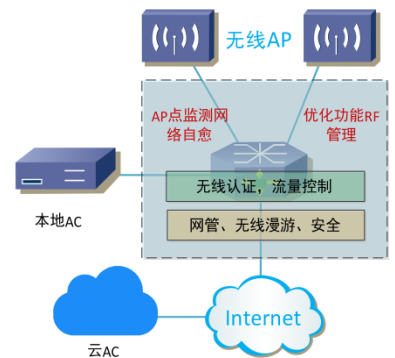 无线AP
AP点监测网
络自愈
优化功能RF
管理
无线认证，流量控制
本地AC
网管、无线漫游、安全
Internet
云AC